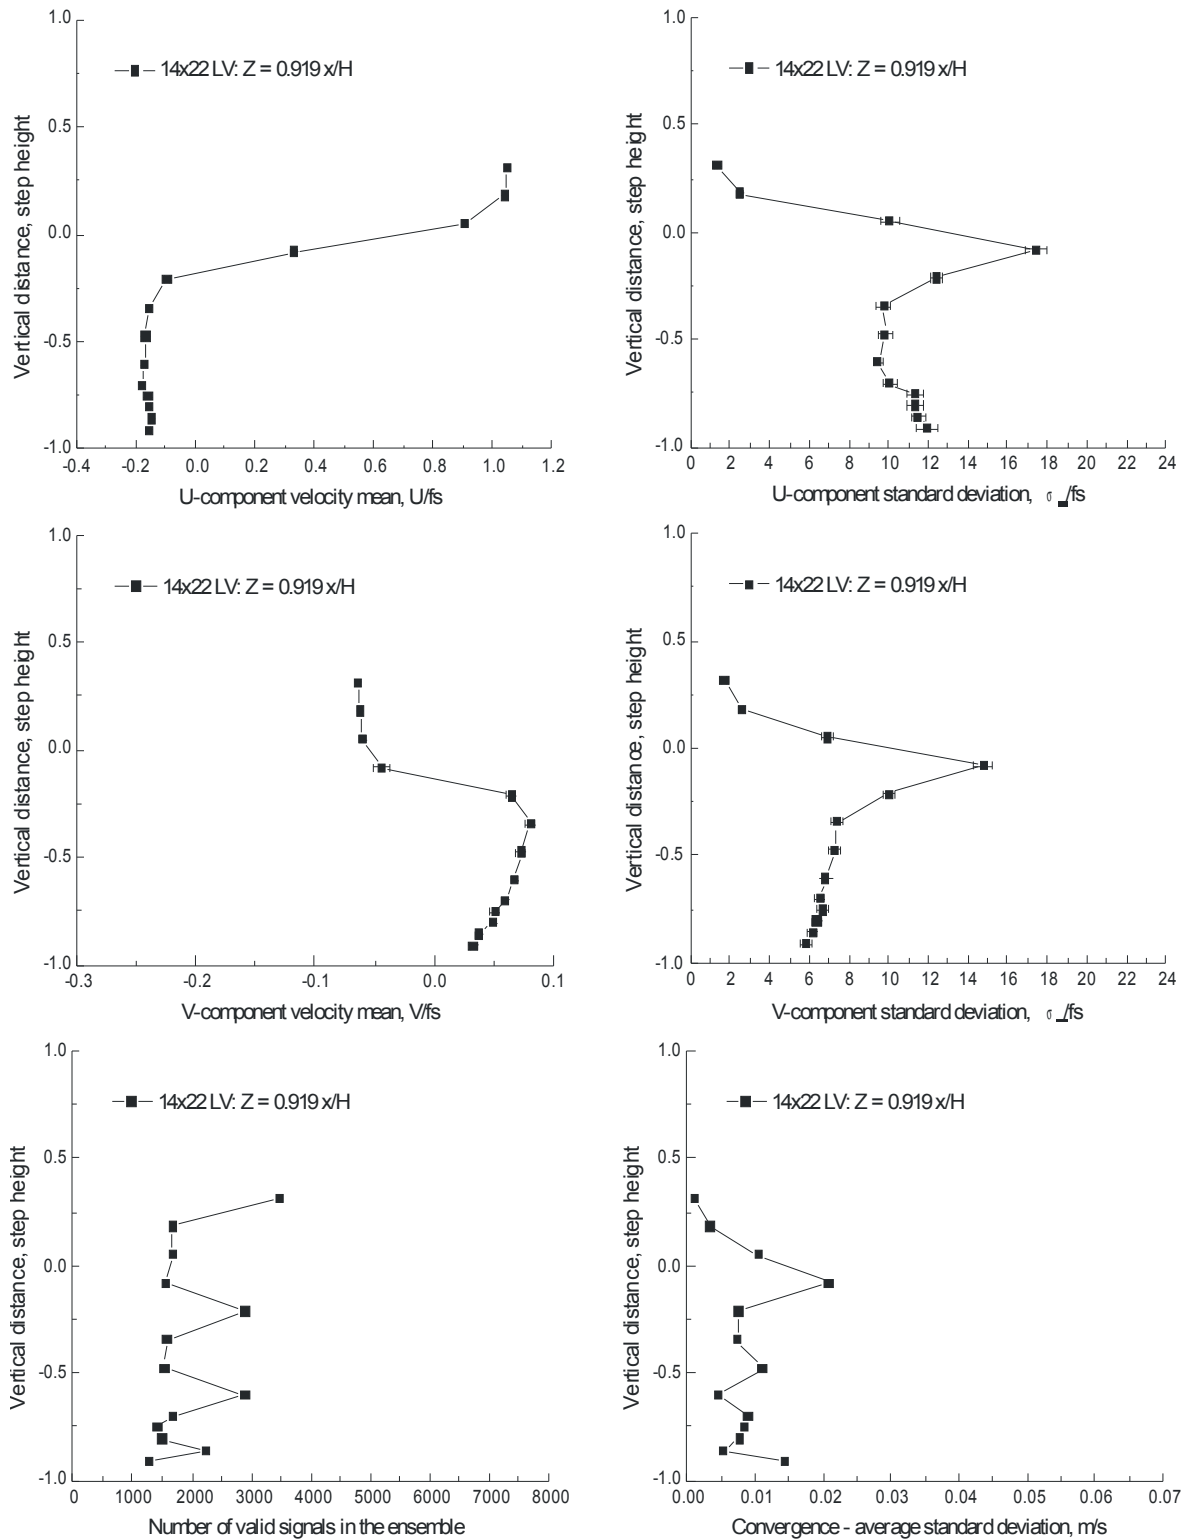 1.0
14x22 LV: Z = 0.919 x/H
0.5
0.0
-0.5
-1.0
Vertical distance, step height
-0.4 -0.2 0.0 0.2 0.4 0.6 0.8 1.0 1.2
U-component velocity mean, U/fs
1.0
14x22 LV: Z = 0.919 x/H
0.5
0.0
-0.5
-1.0
Vertical distance, step height
0 2 4 6 8 10 12 14 16 18 20 22 24
U-component standard deviation, σ /fs
1.0
14x22 LV: Z = 0.919 x/H
0.5
0.0
-0.5
-1.0
Vertical distance, step height
-0.3 -0.2 -0.1 0.0 0.1
V-component velocity mean, V/fs
1.0
14x22 LV: Z = 0.919 x/H
0.5
0.0
-0.5
-1.0
Vertical distance, step height
0 2 4 6 8 10 12 14 16 18 20 22 24
V-component standard deviation, σ /fs
1.0
14x22 LV: Z = 0.919 x/H
0.5
0.0
-0.5
-1.0
Vertical distance, step height
0 1000 2000 3000 4000 5000 6000 7000 8000
Number of valid signals in the ensemble
1.0
14x22 LV: Z = 0.919 x/H
0.5
0.0
-0.5
-1.0
Vertical distance, step height
0.00 0.01 0.02 0.03 0.04 0.05 0.06 0.07
Convergence - average standard deviation, m/s